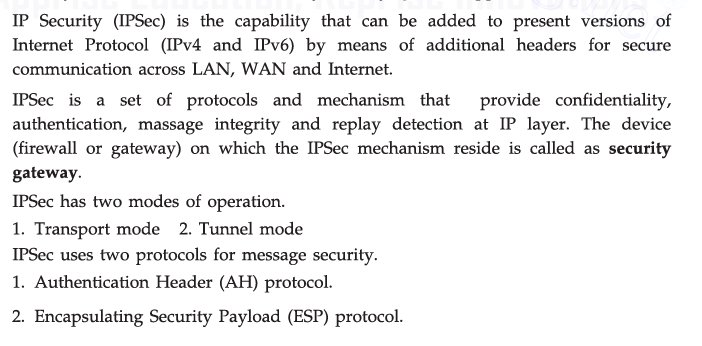 IP Security (IPSec) is the capability that can be added to present versions of
Internet Protocol (IPv4 and IPv6) by means of additional headers for secure
communication across LAN, WAN and Internet.
IPSec is a set of protocols and mechanism that provide confidentiality,
authentication, massage integrity and replay detection at IP layer. The device
(firewall or gateway) on which the IPSec mechanism reside is called as security
gateway.
IPSec has two modes of operation.
1. Transport mode 2. Tunnel mode
IPSec uses two protocols for message security.
1. Authentication Header (AH) protocol.
2. Encapsulating Security Payload (ESP) protocol.